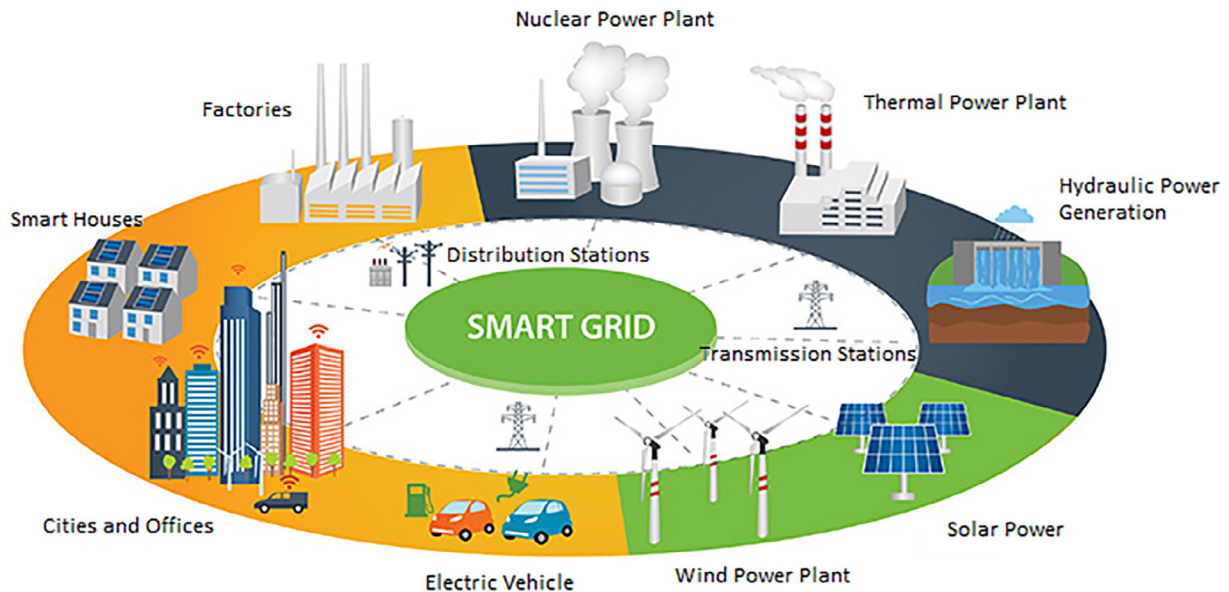 Nuclear Power Plant
Factories
Thermal Power Plant
Hydraulic Power
Generation
Smart Houses
Distribution Stations
SMART GRID
Transmission Stations
Cities and Offices
Solar Power
Electric Vehicle
Wind Power Plant